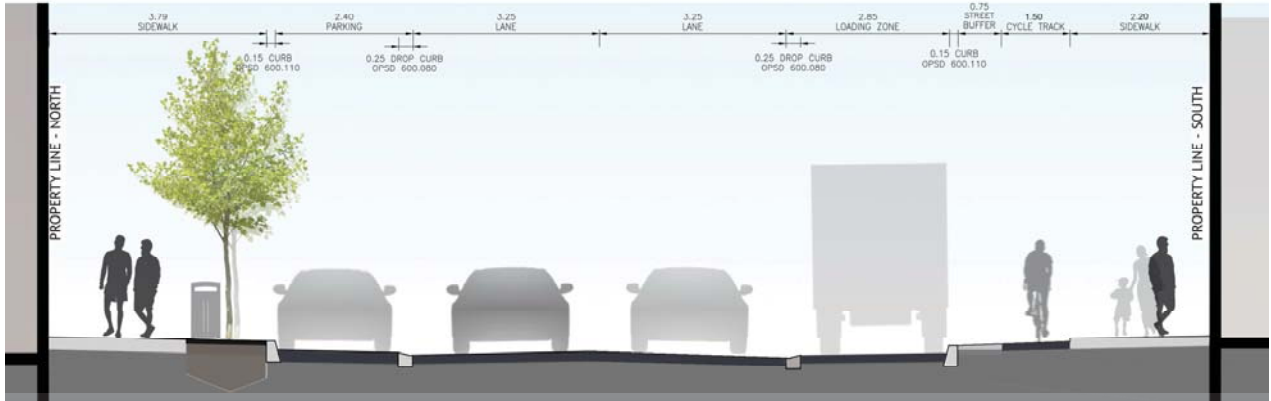 3.79
SIDEWALK
2.40
PARKING
3.25
LANE
3.25
LANE
2.85
LOADING ZONE
0.75
STREET
BUFFER
1.50
CYCLE TRACK
2.20
SIDEWALK
0.15 CURB
OPSD 600.110
0.25 DROP CURB
OPSD 600.080
0.25 DROP CURB
OPSD 600.080
0.15 CURB
OPSD 600.110
PROPERTY LINE - NORTH
PROPERTY LINE - SOUTH